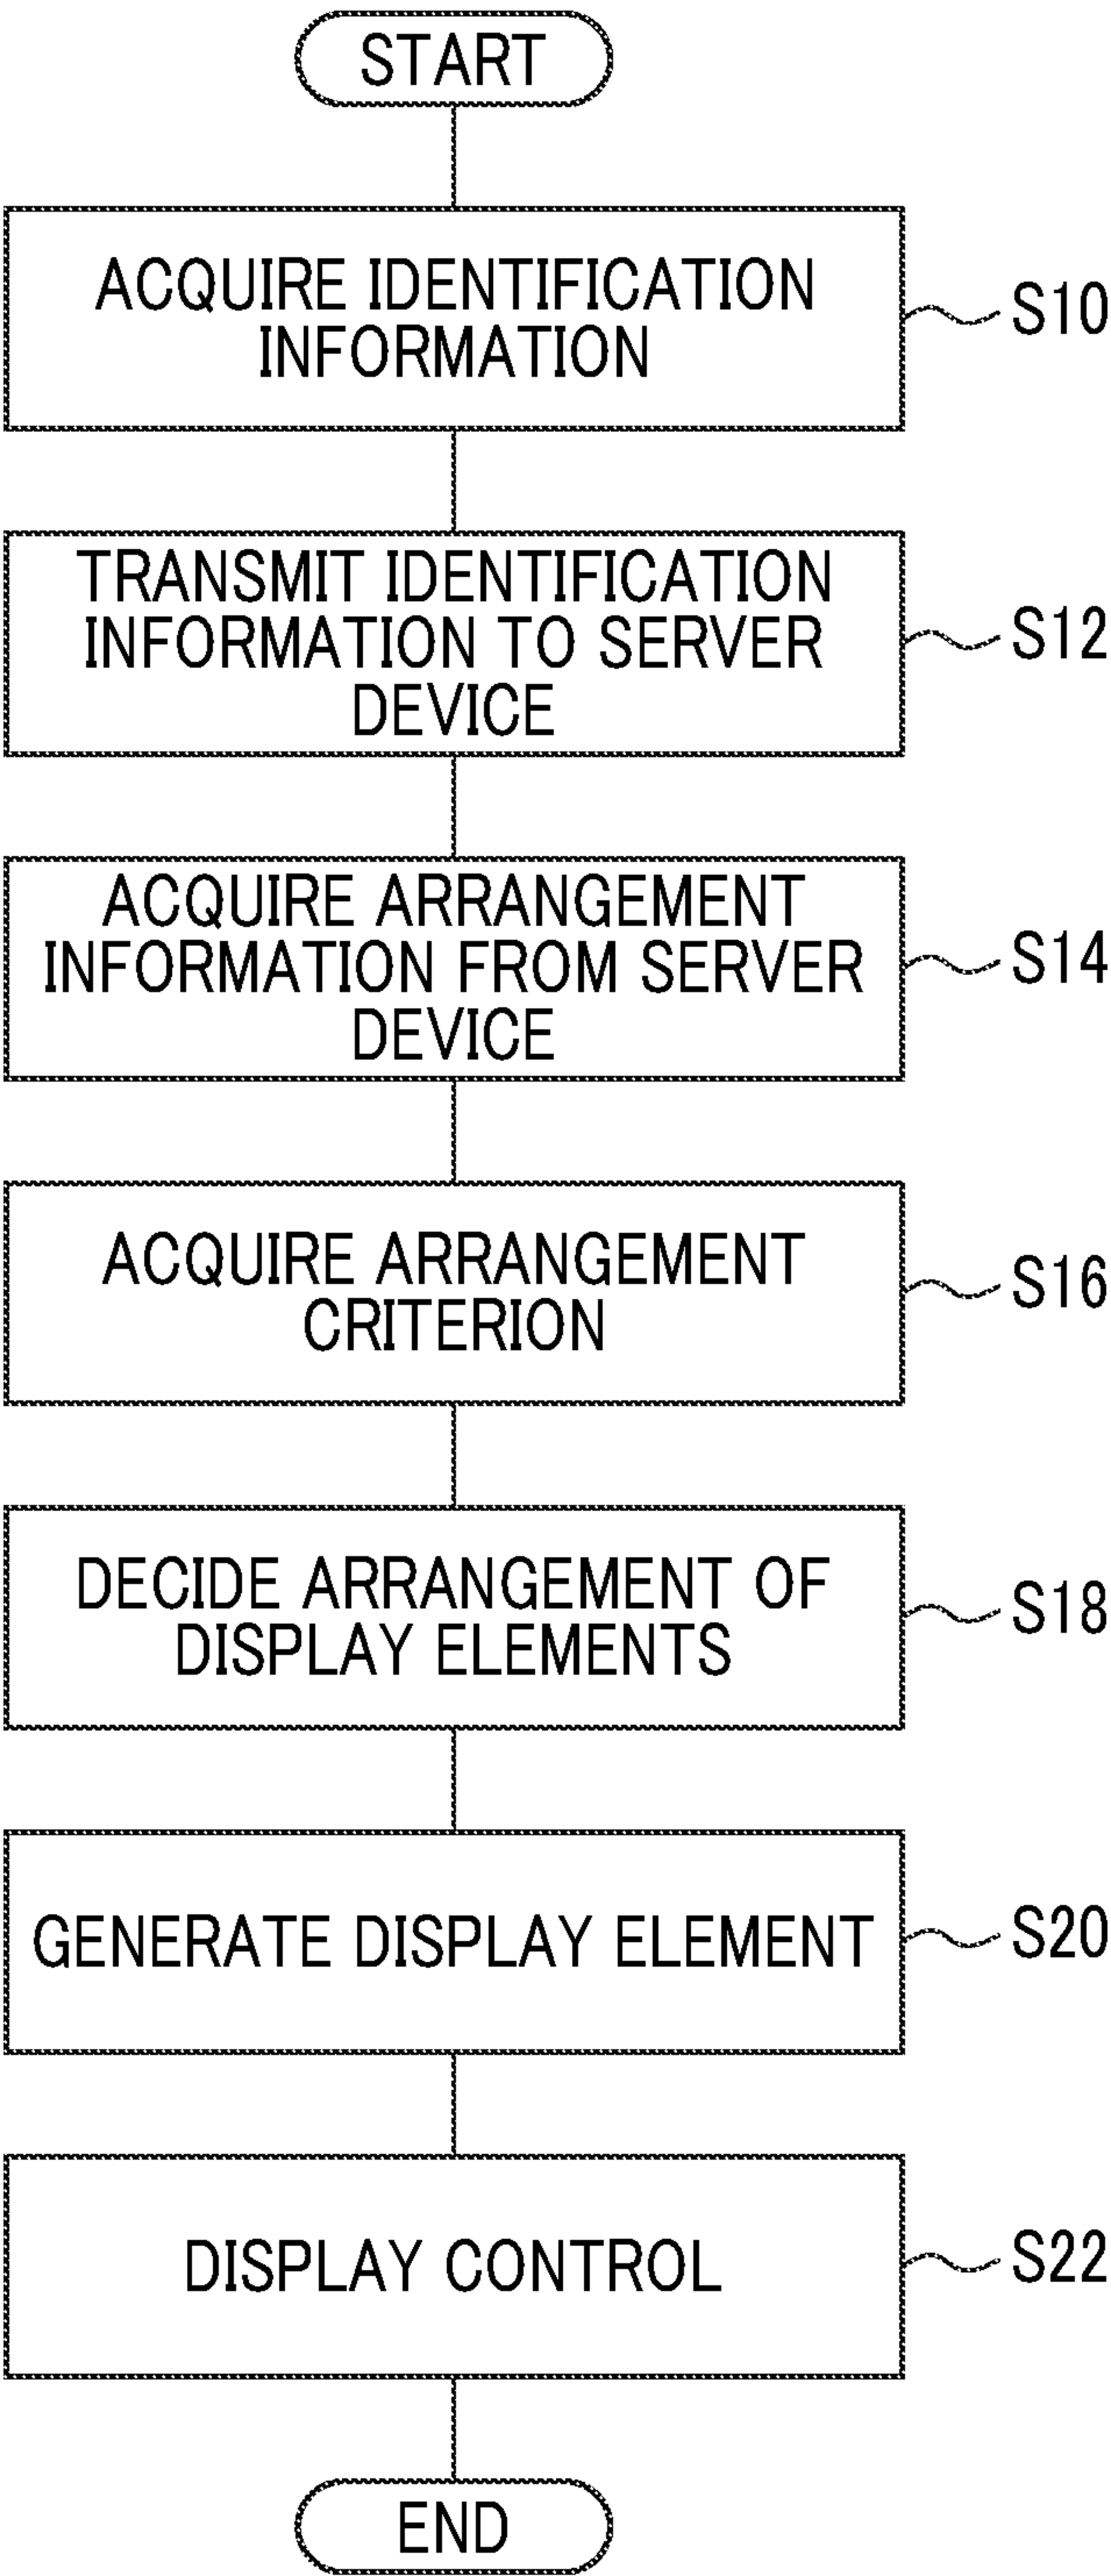 START
ACQUIRE IDENTIFICATION
INFORMATION
S10
TRANSMIT IDENTIFICATION
INFORMATION TO SERVER
DEVICE
S12
ACQUIRE ARRANGEMENT
INFORMATION FROM SERVER
DEVICE
S14
ACQUIRE ARRANGEMENT
CRITERION
S16
DECIDE ARRANGEMENT OF
DISPLAY ELEMENTS
S18
GENERATE DISPLAY ELEMENT
S20
DISPLAY CONTROL
S22
END